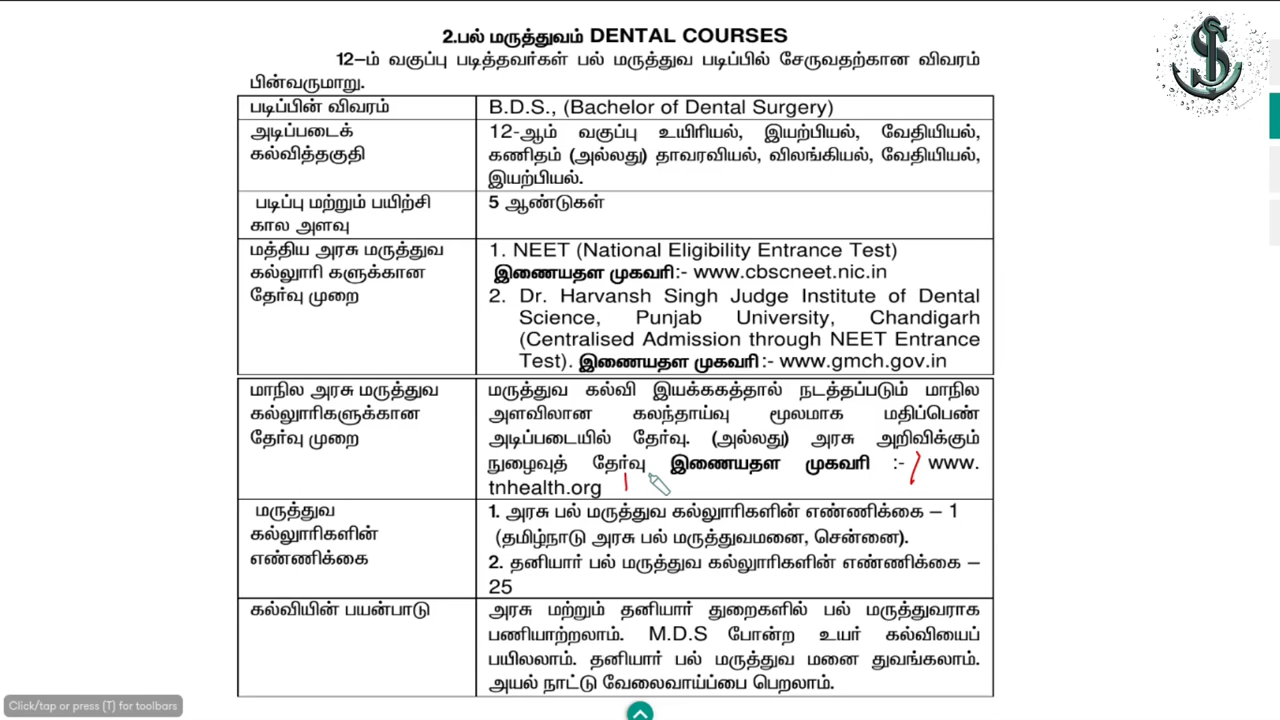 2.பல் மருத்துவம் DENTAL COURSES
12–ம் வகுப்பு படித்தவர்கள் பல் மருத்துவ படிப்பில் சேருவதற்கான விவரம்
பின்வருமாறு.
படிப்பின் விவரம்
B.D.S., (Bachelor of Dental Surgery)
அடிப்படைக்
கல்வித்தகுதி
12-ஆம் வகுப்பு உயிரியல், இயற்பியல், வேதியியல்,
கணிதம் (அல்லது) தாவரவியல், விலங்கியல், வேதியியல்,
இயற்பியல்.
படிப்பு மற்றும் பயிற்சி
கால அளவு
5 ஆண்டுகள்
மத்திய அரசு மருத்துவ
கல்லூரி களுக்கான
தேர்வு முறை
1. NEET (National Eligibility Entrance Test)
இணையதள முகவரி:- www.cbscneet.nic.in
2. Dr. Harvansh Singh Judge Institute of Dental
Science, Punjab University, Chandigarh
(Centralised Admission through NEET Entrance
Test). இணையதள முகவரி:- www.gmch.gov.in
மாநில அரசு மருத்துவ
கல்லூரிகளுக்கான
தேர்வு முறை
மருத்துவ கல்வி இயக்ககத்தால் நடத்தப்படும் மாநில
அளவிலான கலந்தாய்வு மூலமாக மதிப்பெண்
அடிப்படையில் தேர்வு. (அல்லது) அரசு அறிவிக்கும்
நுழைவுத் தேர்வு இணையதள முகவரி :- www.
tnhealth.org
மருத்துவ
கல்லூரிகளின்
எண்ணிக்கை
1. அரசு பல் மருத்துவ கல்லூரிகளின் எண்ணிக்கை – 1
(தமிழ்நாடு அரசு பல் மருத்துவமனை, சென்னை).
2. தனியார் பல் மருத்துவ கல்லூரிகளின் எண்ணிக்கை –
25
கல்வியின் பயன்பாடு
அரசு மற்றும் தனியார் துறைகளில் பல் மருத்துவராக
பணியாற்றலாம். M.D.S போன்ற உயர் கல்வியைப்
பயிலலாம். தனியார் பல் மருத்துவ மனை துவங்கலாம்.
அயல் நாட்டு வேலைவாய்ப்பை பெறலாம்.
Click/tap or press (T) for toolbars